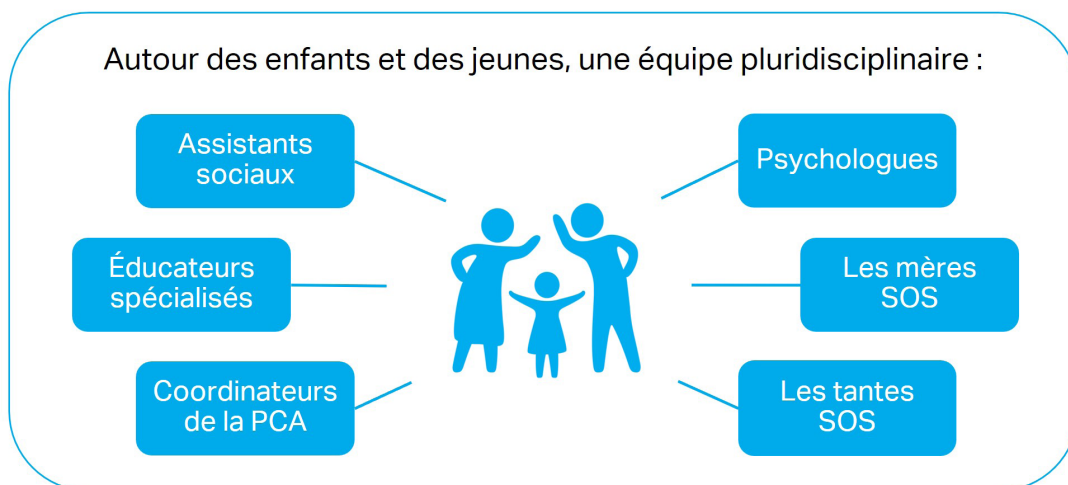 Autour des enfants et des jeunes, une équipe pluridisciplinaire :
Assistants
sociaux
Psychologues
Éducateurs
spécialisés
Les mères
SOS
Coordinateurs
de la PCA
Les tantes
SOS